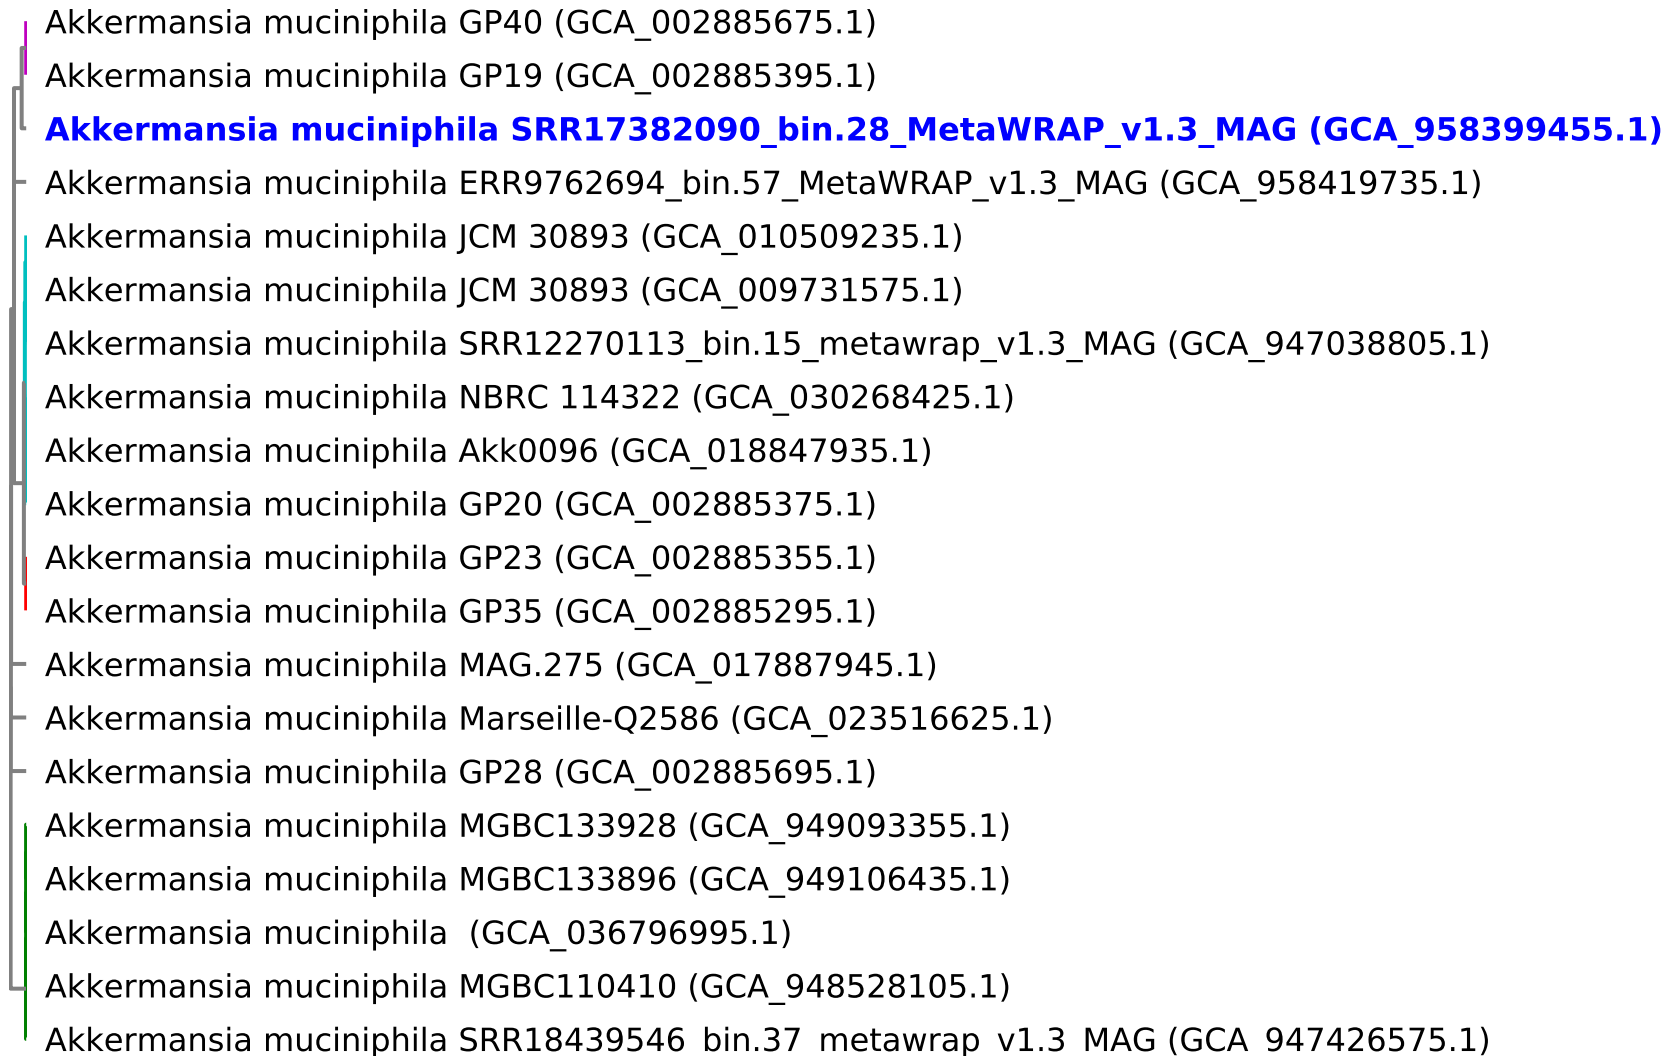 Akkermansia muciniphila GP40 (GCA_002885675.1)
Akkermansia muciniphila GP19 (GCA_002885395.1)
Akkermansia muciniphila SRR17382090_bin.28_MetaWRAP_v1.3_MAG (GCA_958399455.1)
Akkermansia muciniphila ERR9762694_bin.57_MetaWRAP_v1.3_MAG (GCA_958419735.1)
Akkermansia muciniphila JCM 30893 (GCA_010509235.1)
Akkermansia muciniphila JCM 30893 (GCA_009731575.1)
Akkermansia muciniphila SRR12270113_bin.15_metawrap_v1.3_MAG (GCA_947038805.1)
Akkermansia muciniphila NBRC 114322 (GCA_030268425.1)
Akkermansia muciniphila Akk0096 (GCA_018847935.1)
Akkermansia muciniphila GP20 (GCA_002885375.1)
Akkermansia muciniphila GP23 (GCA_002885355.1)
Akkermansia muciniphila GP35 (GCA_002885295.1)
Akkermansia muciniphila MAG.275 (GCA_017887945.1)
Akkermansia muciniphila Marseille-Q2586 (GCA_023516625.1)
Akkermansia muciniphila GP28 (GCA_002885695.1)
Akkermansia muciniphila MGBC133928 (GCA_949093355.1)
Akkermansia muciniphila MGBC133896 (GCA_949106435.1)
Akkermansia muciniphila  (GCA_036796995.1)
Akkermansia muciniphila MGBC110410 (GCA_948528105.1)
Akkermansia muciniphila SRR18439546_bin.37_metawrap_v1.3_MAG (GCA_947426575.1)